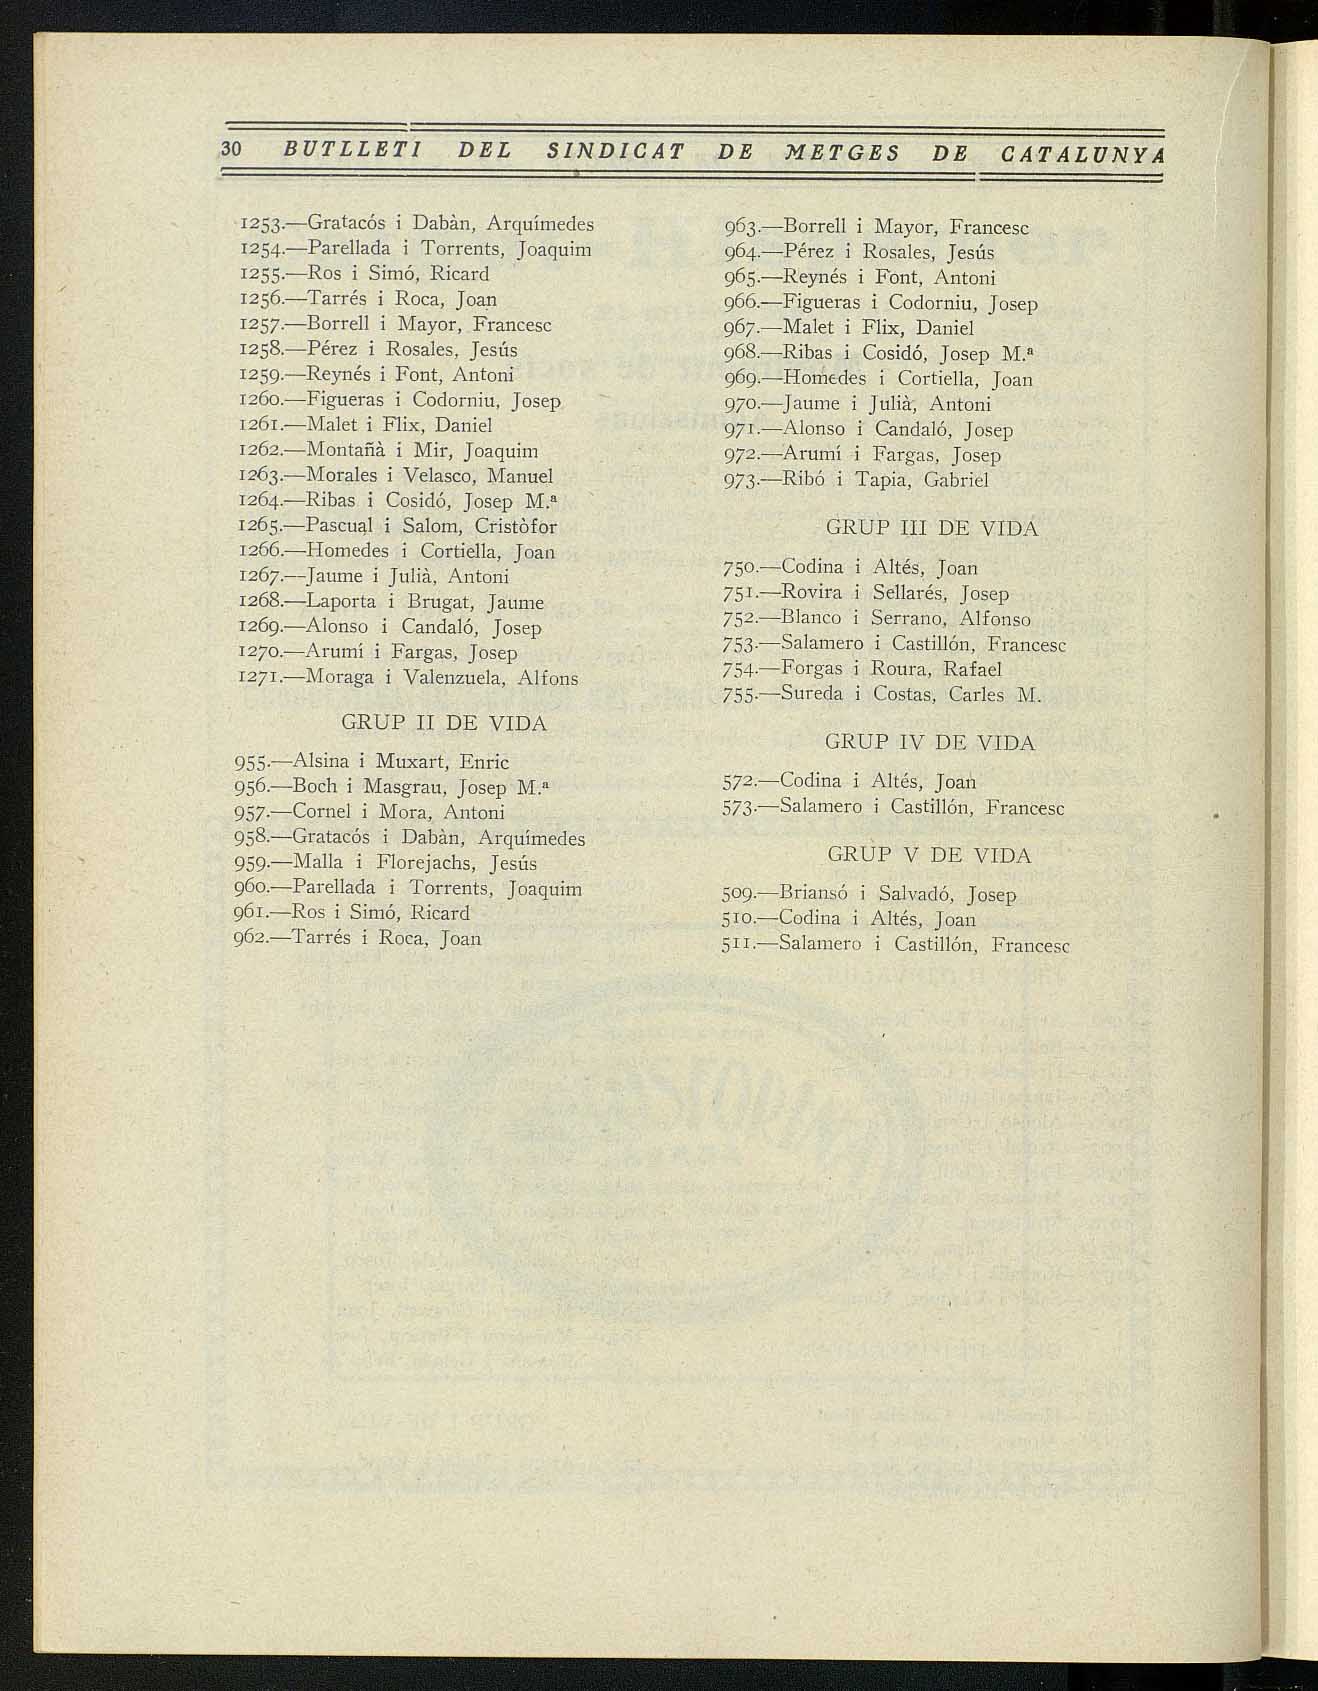 30 BUTLLETI DEL SINDICAT DE METGES DE CATALUNYA
1253.—Gratacós i Dabàn, Arquímedes
1254.—Parellada i Torrents, Joaquim
1255.—Ros i Simó, Ricard
1256.—Tarrés i Roca, Joan
1257.—Borrell i Mayor, Francesc
1258.—Pérez i Rosales, Jesús
1259.—Reynés i Font, Antoni
1260.—Figueras i Codorniu, Josep
1261.—Malet i Flix, Daniel
1262.—Montañà i Mir, Joaquim
1263.—Morales i Velasco, Manuel
1264.—Ribas i Cosidó, Josep M.ª
1265.—Pascual i Salom, Cristòfor
1266.—Homedes i Cortiella, Joan
1267.—Jaume i Julià, Antoni
1268.—Laporta i Brugat, Jaume
1269.—Alonso i Candaló, Josep
1270.—Arumí i Fargas, Josep
1271.—Moraga i Valenzuela, Alfons
GRUP II DE VIDA
955.—Alsina i Muxart, Enric
956.—Boch i Masgrau, Josep M.ª
957.—Cornel i Mora, Antoni
958.—Gratacós i Dabàn, Arquímedes
959.—Malla i Florejachs, Jesús
960.—Parellada i Torrents, Joaquim
961.—Ros i Simó, Ricard
962.—Tarrés i Roca, Joan
963.—Borrell i Mayor, Francesc
964.—Pérez i Rosales, Jesús
965.—Reynés i Font, Antoni
966.—Figueras i Codorniu, Josep
967.—Malet i Flix, Daniel
968.—Ribas i Cosidó, Josep M.ª
969.—Homedes i Cortiella, Joan
970.—Jaume i Julià, Antoni
971.—Alonso i Candaló, Josep
972.—Arumí i Fargas, Josep
973.—Ribó i Tapia, Gabriel
GRUP III DE VIDA
750.—Codina i Altés, Joan
751.—Rovira i Sellarés, Josep
752.—Blanco i Serrano, Alfonso
753.—Salamero i Castillón, Francesc
754.—Forgas i Roura, Rafael
755.—Sureda i Costas, Carles M.
GRUP IV DE VIDA
572.—Codina i Altés, Joan
573.—Salamero i Castillón, Francesc
GRUP V DE VIDA
509.—Briansó i Salvadó, Josep
510.—Codina i Altés, Joan
511.—Salamero i Castillón, Francesc